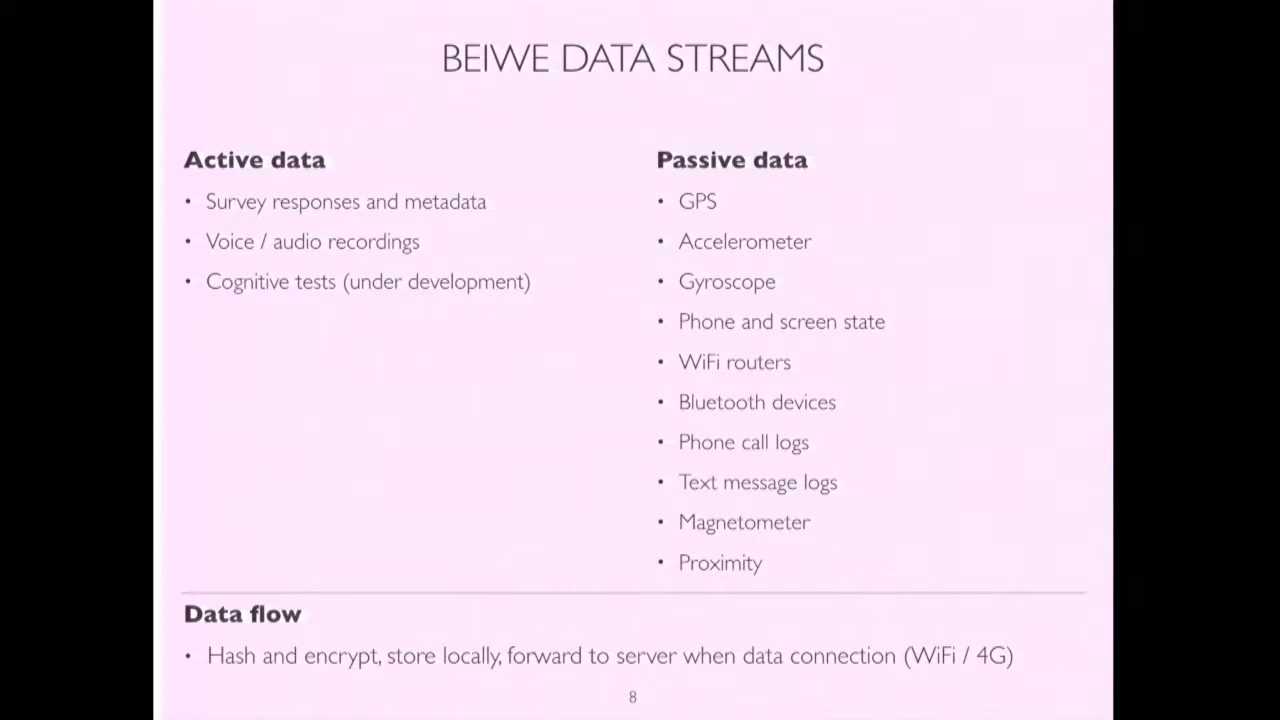 BEIWE DATA STREAMS
Active data
• Survey responses and metadata
• Voice / audio recordings
• Cognitive tests (under development)
Passive data
• GPS
• Accelerometer
• Gyroscope
• Phone and screen state
• WiFi routers
• Bluetooth devices
• Phone call logs
• Text message logs
• Magnetometer
• Proximity
Data flow
• Hash and encrypt, store locally, forward to server when data connection (WiFi / 4G)
8